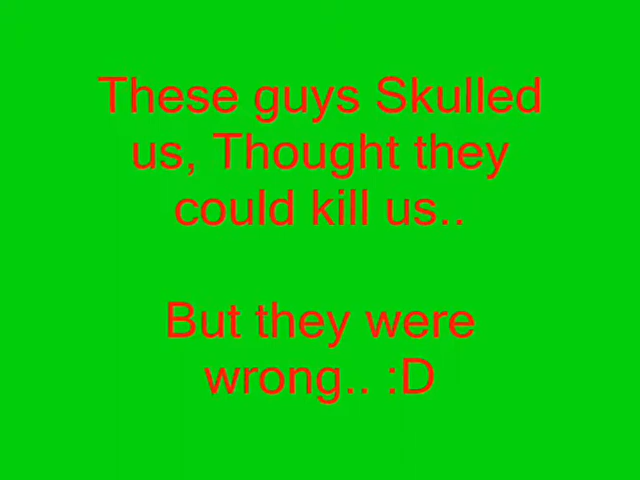 These guys Skulled
us, Thought they
could kill us..
But they were
wrong.. :D